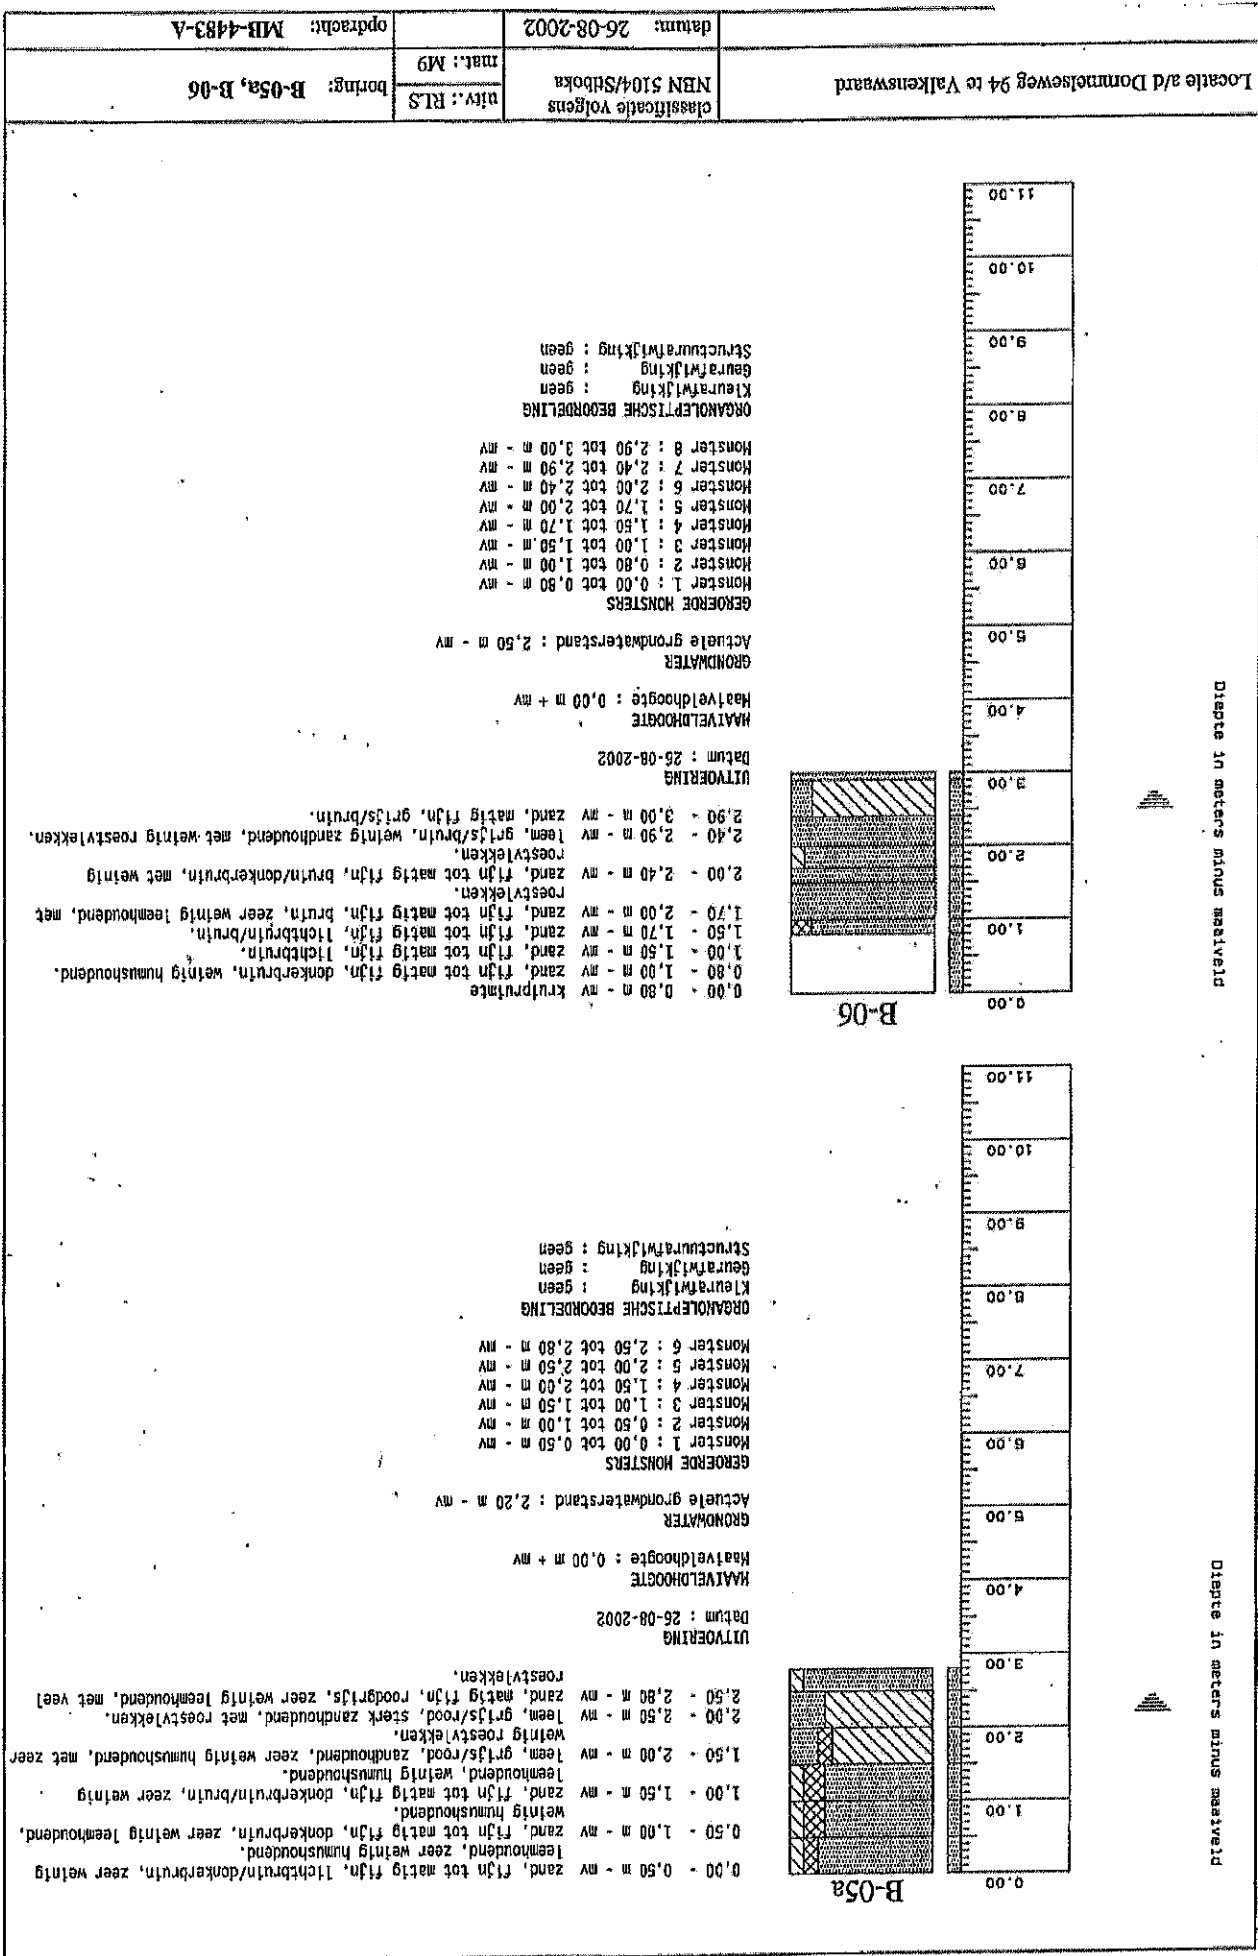 B-05a
0,00 - 0,50 m - mv zand, fijn tot matig fijn, lichtbruin/donkerbruin, zeer weinig
leemhoudend, zeer weinig humushoudend.
0,50 - 1,00 m - mv zand, fijn tot matig fijn, donkerbruin, zeer weinig leemhoudend,
weinig humushoudend.
1,00 - 1,50 m - mv zand, fijn tot matig fijn, donkerbruin/bruin, zeer weinig
leemhoudend, weinig humushoudend.
1,50 - 2,00 m - mv leem, grijs/rood, zandhoudend, zeer weinig humushoudend, met zeer
weinig roestvlekken.
2,00 - 2,50 m - mv leem, grijs/rood, sterk zandhoudend, met roestvlekken.
2,50 - 2,80 m - mv zand, matig fijn, roodgrijs, zeer weinig leemhoudend, met veel
roestvlekken.
UITVOERING
Datum : 26-08-2002
MAAIVELDHOOGTE
Maaiveldhoogte : 0,00 m + mv
GRONDWATER
Actuele grondwaterstand : 2,20 m - mv
GEROERDE MONSTERS
Monster 1 : 0,00 tot 0,50 m - mv
Monster 2 : 0,50 tot 1,00 m - mv
Monster 3 : 1,00 tot 1,50 m - mv
Monster 4 : 1,50 tot 2,00 m - mv
Monster 5 : 2,00 tot 2,50 m - mv
Monster 6 : 2,50 tot 2,80 m - mv
ORGANOLEPTISCHE BEOORDELING
Kleurafwijking : geen
Geurafwijking : geen
Structuurafwijking : geen
Diepte in meters minus maaiveld
0.00
1.00
2.00
3.00
4.00
5.00
6.00
7.00
8.00
9.00
10.00
11.00
B-06
0,00 - 0,80 m - mv kruipruimte
0,80 - 1,00 m - mv zand, fijn tot matig fijn, donkerbruin, weinig humushoudend.
1,00 - 1,50 m - mv zand, fijn tot matig fijn, lichtbruin.
1,50 - 1,70 m - mv zand, fijn tot matig fijn, lichtbruin/bruin.
1,70 - 2,00 m - mv zand, fijn tot matig fijn, bruin, zeer weinig leemhoudend, met
roestvlekken.
2,00 - 2,40 m - mv zand, fijn tot matig fijn, bruin/donkerbruin, met weinig
roestvlekken.
2,40 - 2,90 m - mv leem, grijs/bruin, weinig zandhoudend, met weinig roestvlekken.
2,90 - 3,00 m - mv zand, matig fijn, grijs/bruin.
UITVOERING
Datum : 26-08-2002
MAAIVELDHOOGTE
Maaiveldhoogte : 0,00 m + mv
GRONDWATER
Actuele grondwaterstand : 2,50 m - mv
GEROERDE MONSTERS
Monster 1 : 0,00 tot 0,80 m - mv
Monster 2 : 0,80 tot 1,00 m - mv
Monster 3 : 1,00 tot 1,50 m - mv
Monster 4 : 1,50 tot 1,70 m - mv
Monster 5 : 1,70 tot 2,00 m - mv
Monster 6 : 2,00 tot 2,40 m - mv
Monster 7 : 2,40 tot 2,90 m - mv
Monster 8 : 2,90 tot 3,00 m - mv
ORGANOLEPTISCHE BEOORDELING
Kleurafwijking : geen
Geurafwijking : geen
Structuurafwijking : geen
Diepte in meters minus maaiveld
0.00
1.00
2.00
3.00
4.00
5.00
6.00
7.00
8.00
9.00
10.00
11.00
Locatie a/d Dommelseweg 94 te Valkenswaard
classificatie volgens
NBN 5104/Stiboka
uitv.: RLS
mat.: M9
boring: B-05a, B-06
datum: 26-08-2002
opdracht: MB-4483-A